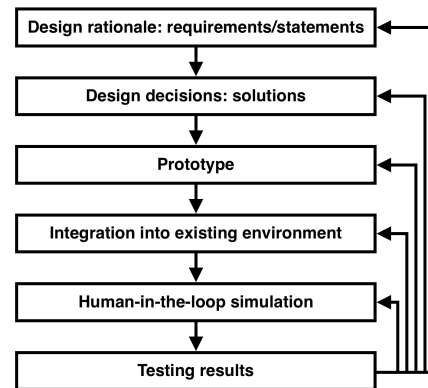 Design rationale: requirements/statements
Design decisions: solutions
Prototype
Integration into existing environment
Human-in-the-loop simulation
Testing results